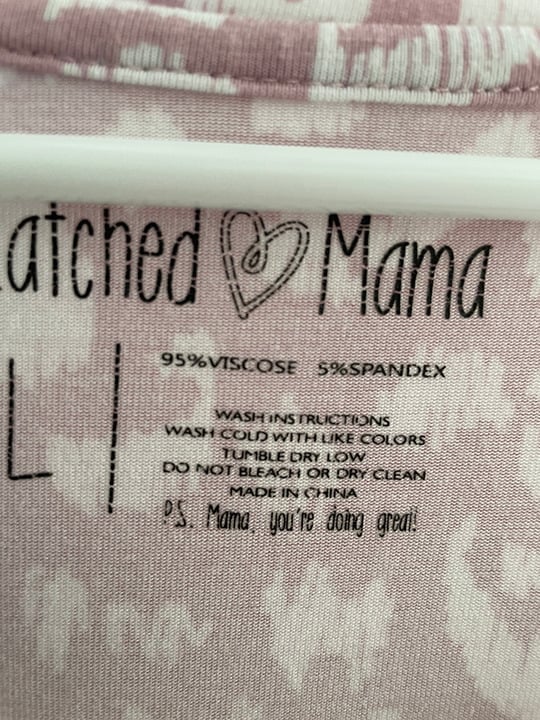 atched Mama
L
95%VISCOSE 5%SPANDEX
WASH INSTRUCTIONS
WASH COLD WITH LIKE COLORS
TUMBLE DRY LOW
DO NOT BLEACH OR DRY CLEAN
MADE IN CHINA
P.S. Mama, you're doing great!